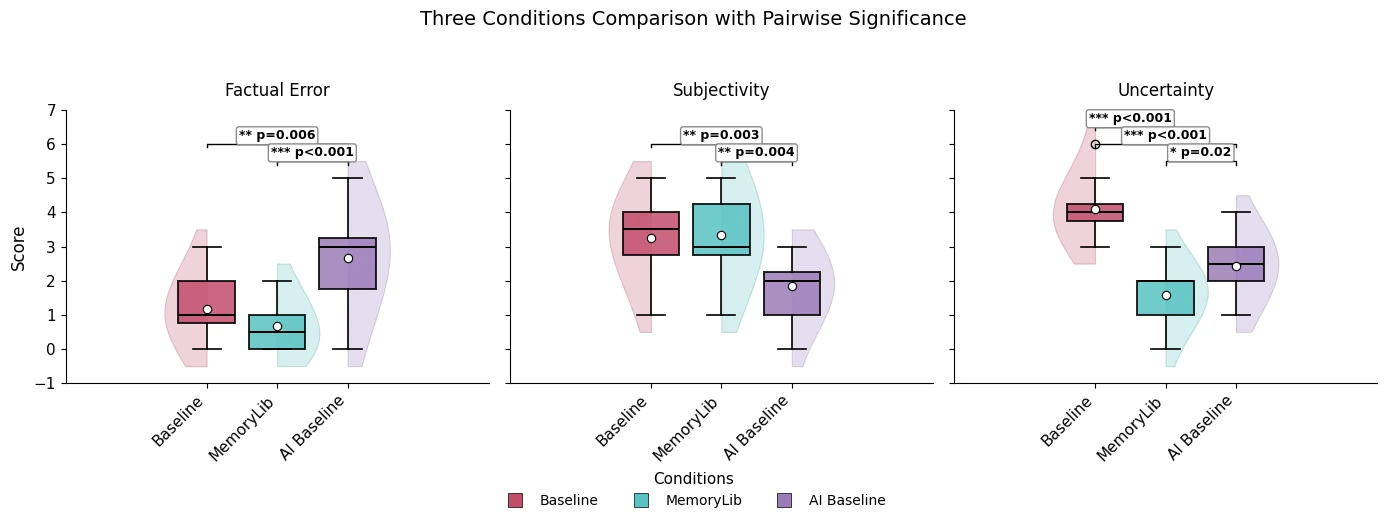 Three Conditions Comparison with Pairwise Significance
Factual Error
Subjectivity
Uncertainty
Score
7
6
5
4
3
2
1
0
−1
** p=0.006
*** p<0.001
** p=0.003
** p=0.004
*** p<0.001
*** p<0.001
* p=0.02
Baseline
MemoryLib
AI Baseline
Baseline
MemoryLib
AI Baseline
Baseline
MemoryLib
AI Baseline
Conditions
Baseline
MemoryLib
AI Baseline